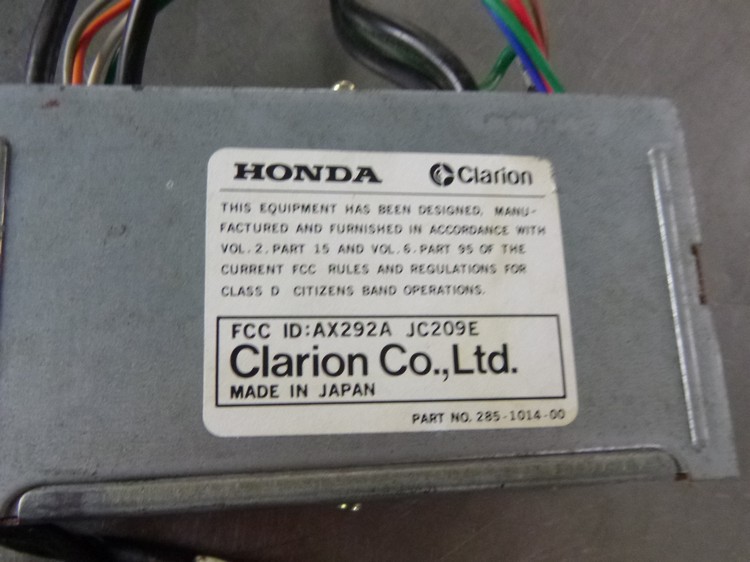 HONDA Clarion
THIS EQUIPMENT HAS BEEN DESIGNED, MANU-
FACTURED AND FURNISHED IN ACCORDANCE WITH
VOL. 2. PART 15 AND VOL. 6. PART 95 OF THE
CURRENT FCC RULES AND REGULATIONS FOR
CLASS D CITIZENS BAND OPERATIONS.
FCC ID: AX292A JC209E
Clarion Co., Ltd.
MADE IN JAPAN
PART NO. 285-1014-00